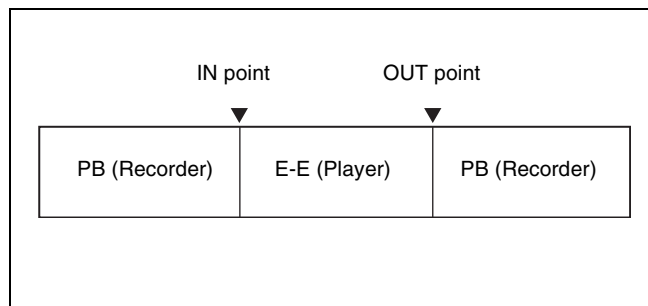 IN point OUT point
PB (Recorder) E-E (Player) PB (Recorder)